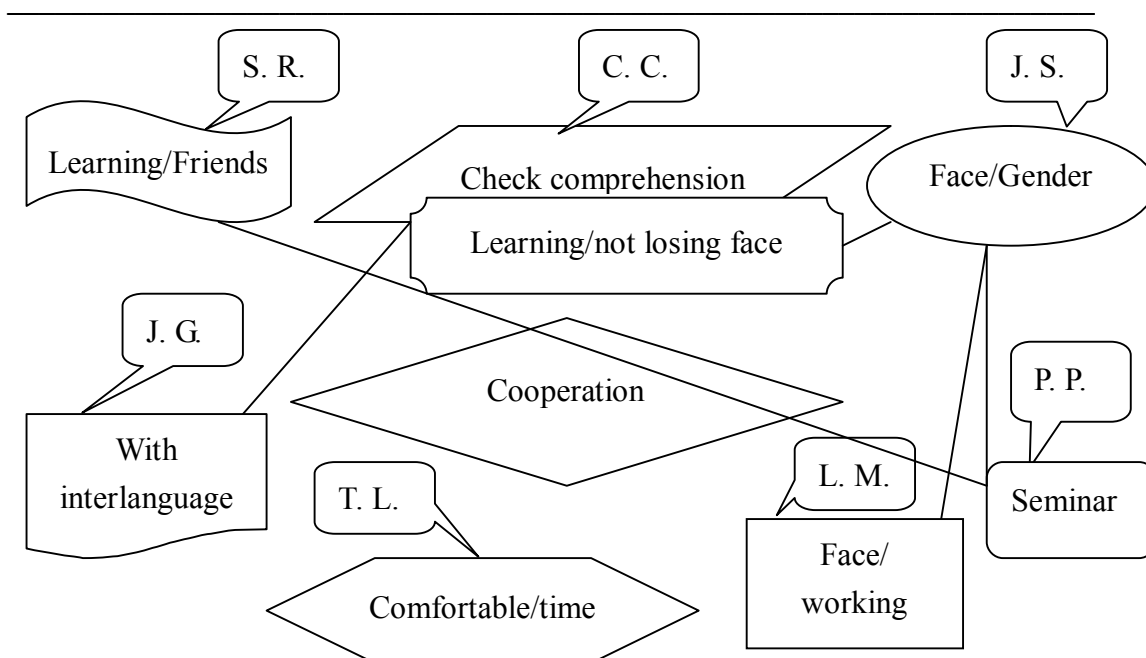 S. R.
C. C.
J. S.
Learning/Friends
Check comprehension
Face/Gender
Learning/not losing face
J. G.
Cooperation
P. P.
With
interlanguage
T. L.
L. M.
Seminar
Face/
working
Comfortable/time